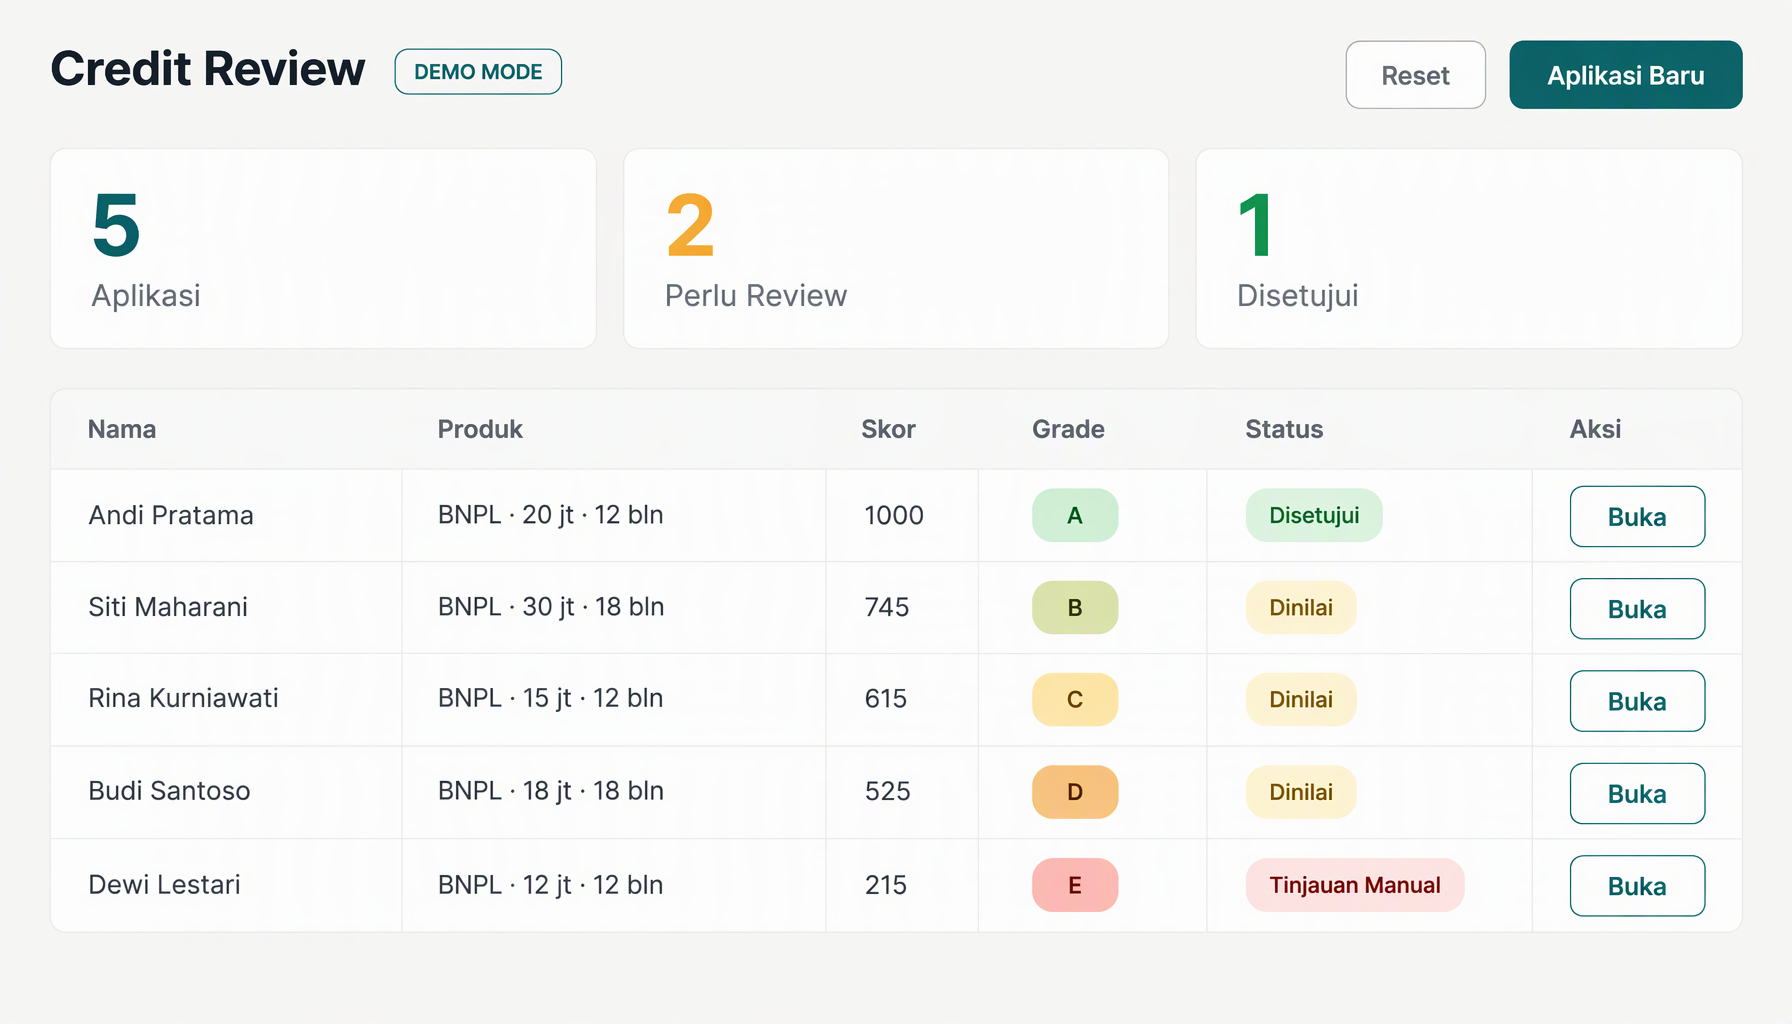 Credit Review DEMO MODE Reset Aplikasi Baru
5
Aplikasi
2
Perlu Review
1
Disetujui
Nama Produk Skor Grade Status Aksi
Andi Pratama BNPL · 20 jt · 12 bln 1000 A Disetujui Buka
Siti Maharani BNPL · 30 jt · 18 bln 745 B Dinilai Buka
Rina Kurniawati BNPL · 15 jt · 12 bln 615 C Dinilai Buka
Budi Santoso BNPL · 18 jt · 18 bln 525 D Dinilai Buka
Dewi Lestari BNPL · 12 jt · 12 bln 215 E Tinjauan Manual Buka